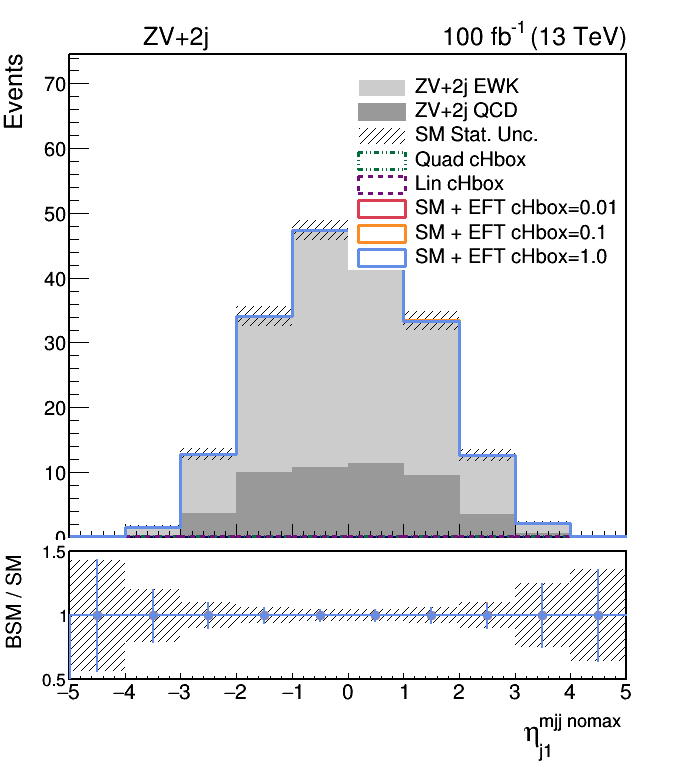 ZV+2j 100 fb⁻¹ (13 TeV)
Events
70
60
50
40
30
20
10
0
ZV+2j EWK
ZV+2j QCD
SM Stat. Unc.
Quad cHbox
Lin cHbox
SM + EFT cHbox=0.01
SM + EFT cHbox=0.1
SM + EFT cHbox=1.0
BSM / SM
1.5
1
0.5
−5 −4 −3 −2 −1 0 1 2 3 4 5
η_{j1}^{mjj nomax}